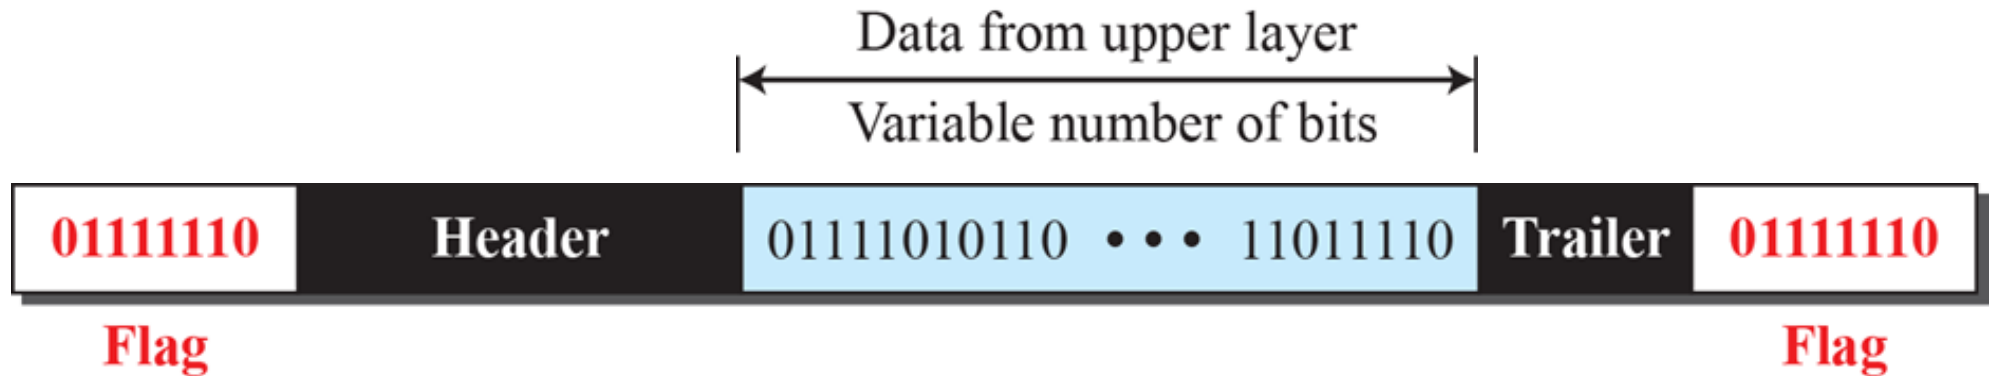 Data from upper layer
Variable number of bits
01111110 Header 01111010110 ••• 11011110 Trailer 01111110
Flag Flag